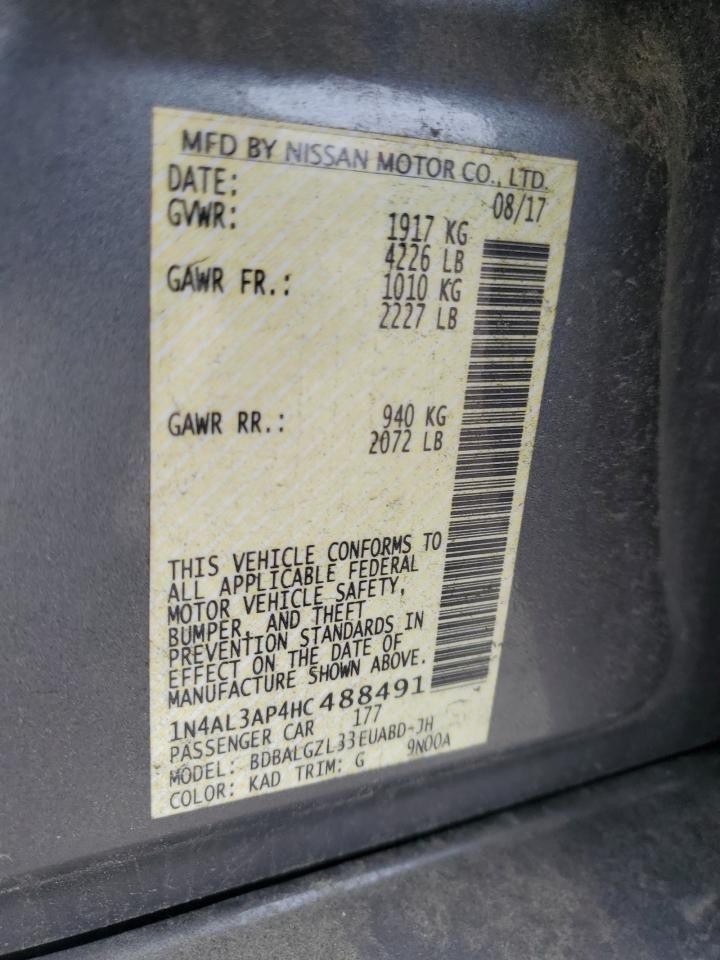 MFD BY NISSAN MOTOR CO., LTD.
DATE: 08/17
GVWR: 1917 KG
4226 LB
GAWR FR.: 1010 KG
2227 LB
GAWR RR.: 940 KG
2072 LB
THIS VEHICLE CONFORMS TO
ALL APPLICABLE FEDERAL
MOTOR VEHICLE SAFETY,
BUMPER, AND THEFT
PREVENTION STANDARDS IN
EFFECT ON THE DATE OF
MANUFACTURE SHOWN ABOVE.
1N4AL3AP4HC488491
PASSENGER CAR 177
MODEL: BDBALGZL33EUABD-JH
COLOR: KAD TRIM: G 9N00A